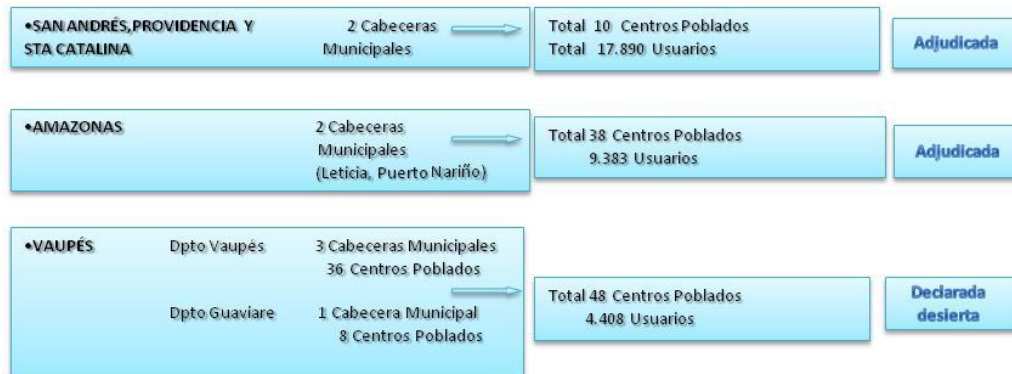 •SAN ANDRÉS,PROVIDENCIA Y STA CATALINA
2 Cabeceras
Municipales
Total 10 Centros Poblados
Total 17.890 Usuarios
Adjudicada
•AMAZONAS
2 Cabeceras
Municipales
(Leticia, Puerto Nariño)
Total 38 Centros Poblados
9.383 Usuarios
Adjudicada
•VAUPÉS
Dpto Vaupés
3 Cabeceras Municipales
36 Centros Poblados
Dpto Guaviare
1 Cabecera Municipal
8 Centros Poblados
Total 48 Centros Poblados
4.408 Usuarios
Declarada
desierta